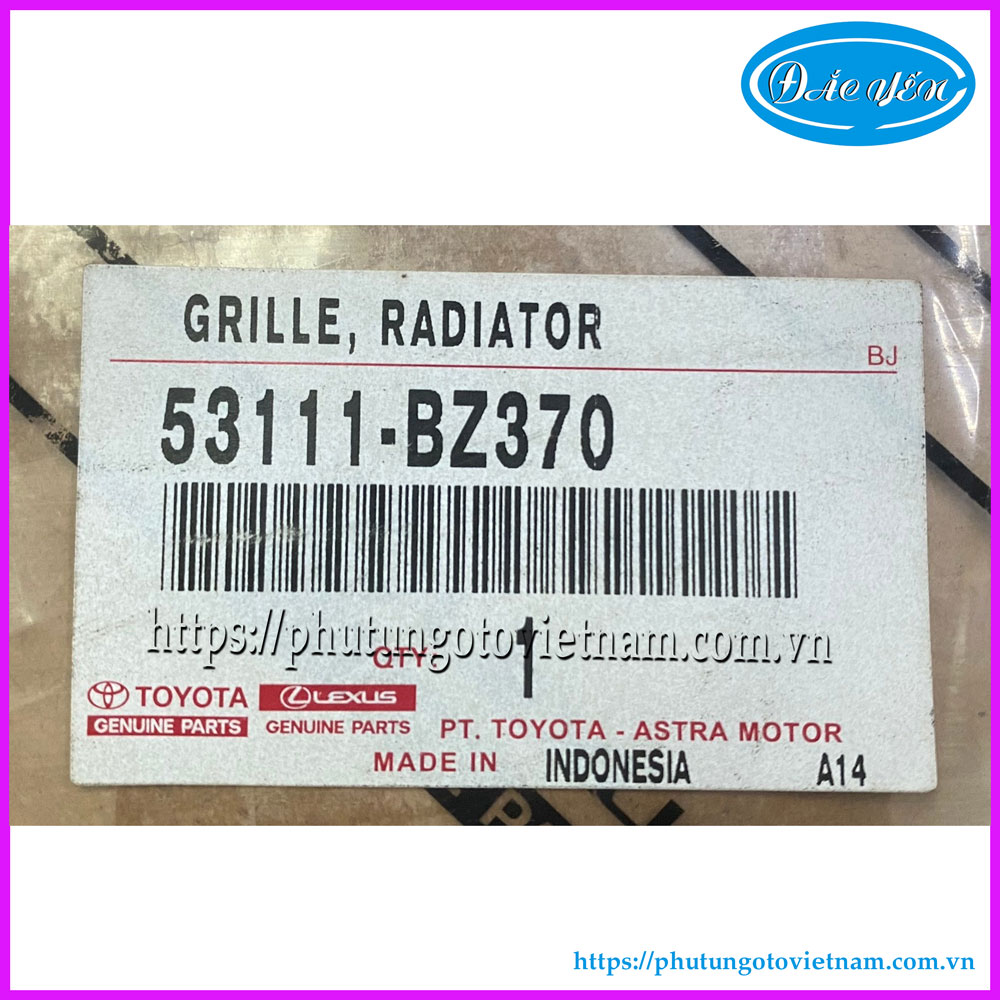 ĐẮC YẾN
GRILLE, RADIATOR
BJ
53111-BZ370
https://phutungotovietnam.com.vn
QTY 1
TOYOTA LEXUS
GENUINE PARTS GENUINE PARTS PT. TOYOTA - ASTRA MOTOR
MADE IN INDONESIA A14
https://phutungotovietnam.com.vn